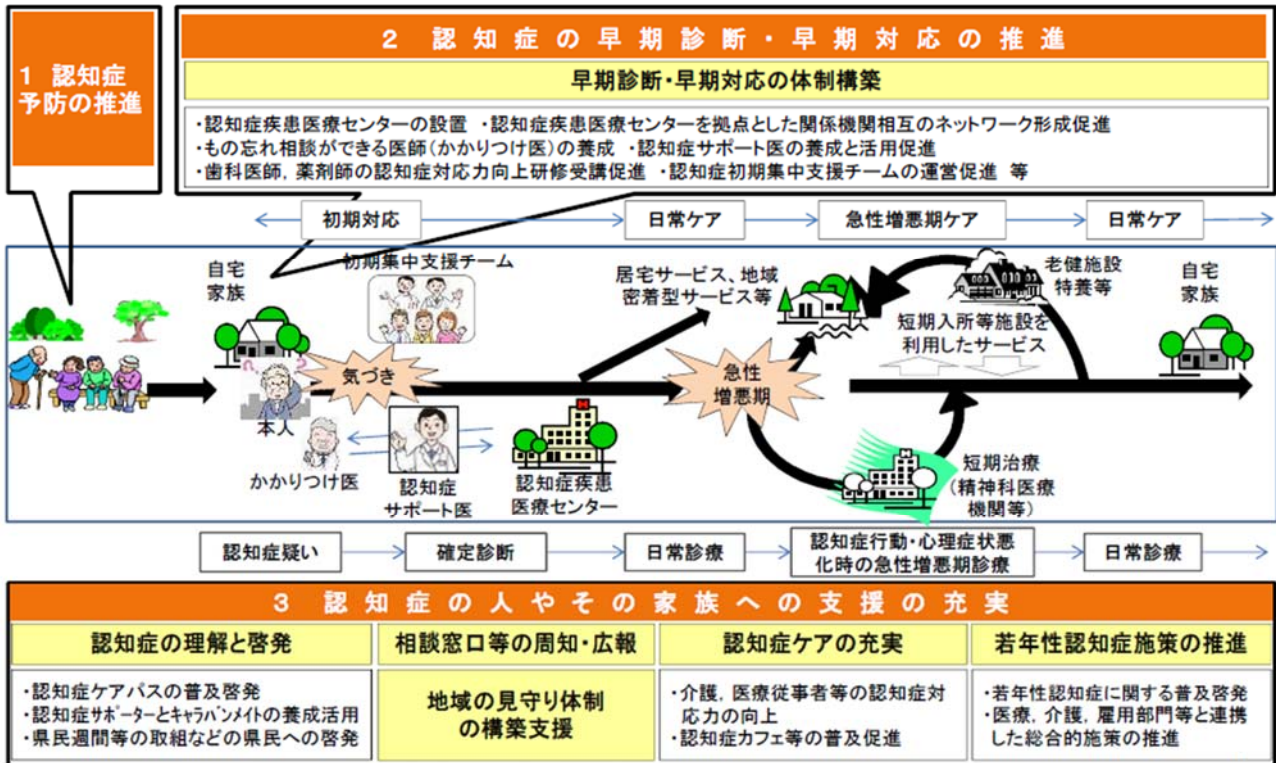 1 認知症
予防の推進
2 認知症の早期診断・早期対応の推進
早期診断・早期対応の体制構築
・認知症疾患医療センターの設置 ・認知症疾患医療センターを拠点とした関係機関相互のネットワーク形成促進
・もの忘れ相談ができる医師(かかりつけ医)の養成 ・認知症サポート医の養成と活用促進
・歯科医師，薬剤師の認知症対応力向上研修受講促進 ・認知症初期集中支援チームの運営促進 等
初期対応
日常ケア
急性増悪期ケア
日常ケア
自宅
家族
初期集中支援チーム
居宅サービス、地域
密着型サービス等
老健施設
特養等
自宅
家族
短期入所等施設を
利用したサービス
気づき
急性
増悪期
本人
かかりつけ医
認知症
サポート医
認知症疾患
医療センター
短期治療
(精神科医療
機関等)
認知症疑い
確定診断
日常診療
認知症行動・心理症状悪
化時の急性増悪期診療
日常診療
3 認知症の人やその家族への支援の充実
認知症の理解と啓発
・認知症ケアパスの普及啓発
・認知症サポーターとキャラバンメイトの養成活用
・県民週間等の取組などの県民への啓発
相談窓口等の周知・広報
地域の見守り体制
の構築支援
認知症ケアの充実
・介護，医療従事者等の認知症対
応力の向上
・認知症カフェ等の普及促進
若年性認知症施策の推進
・若年性認知症に関する普及啓発
・医療，介護，雇用部門等と連携
した総合的施策の推進